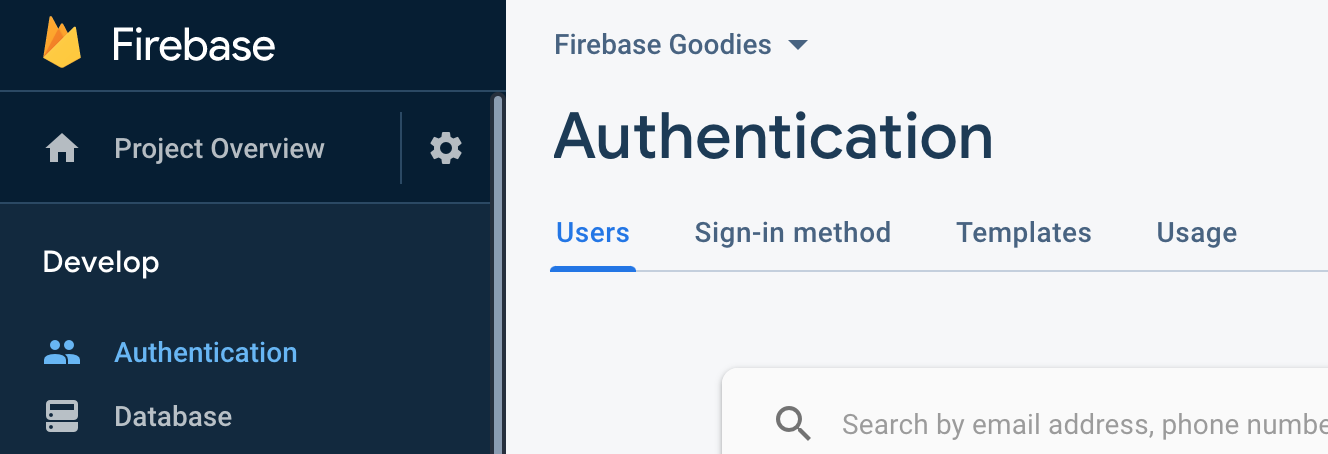 Firebase
Project Overview
Develop
Authentication
Database
Firebase Goodies
Authentication
Users Sign-in method Templates Usage
Search by email address, phone numbe